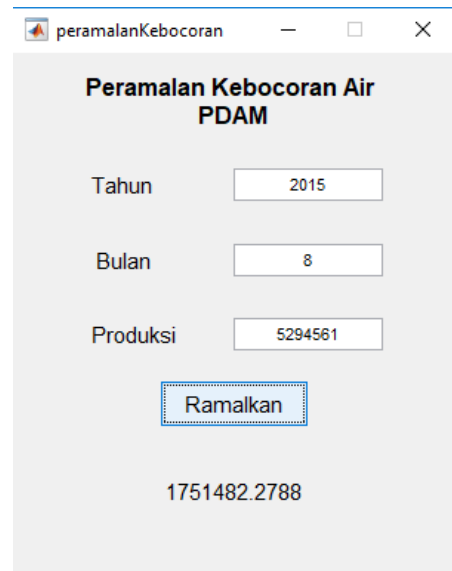 peramalanKebocoran
Peramalan Kebocoran Air
PDAM
Tahun
2015
Bulan
8
Produksi
5294561
Ramalkan
1751482.2788